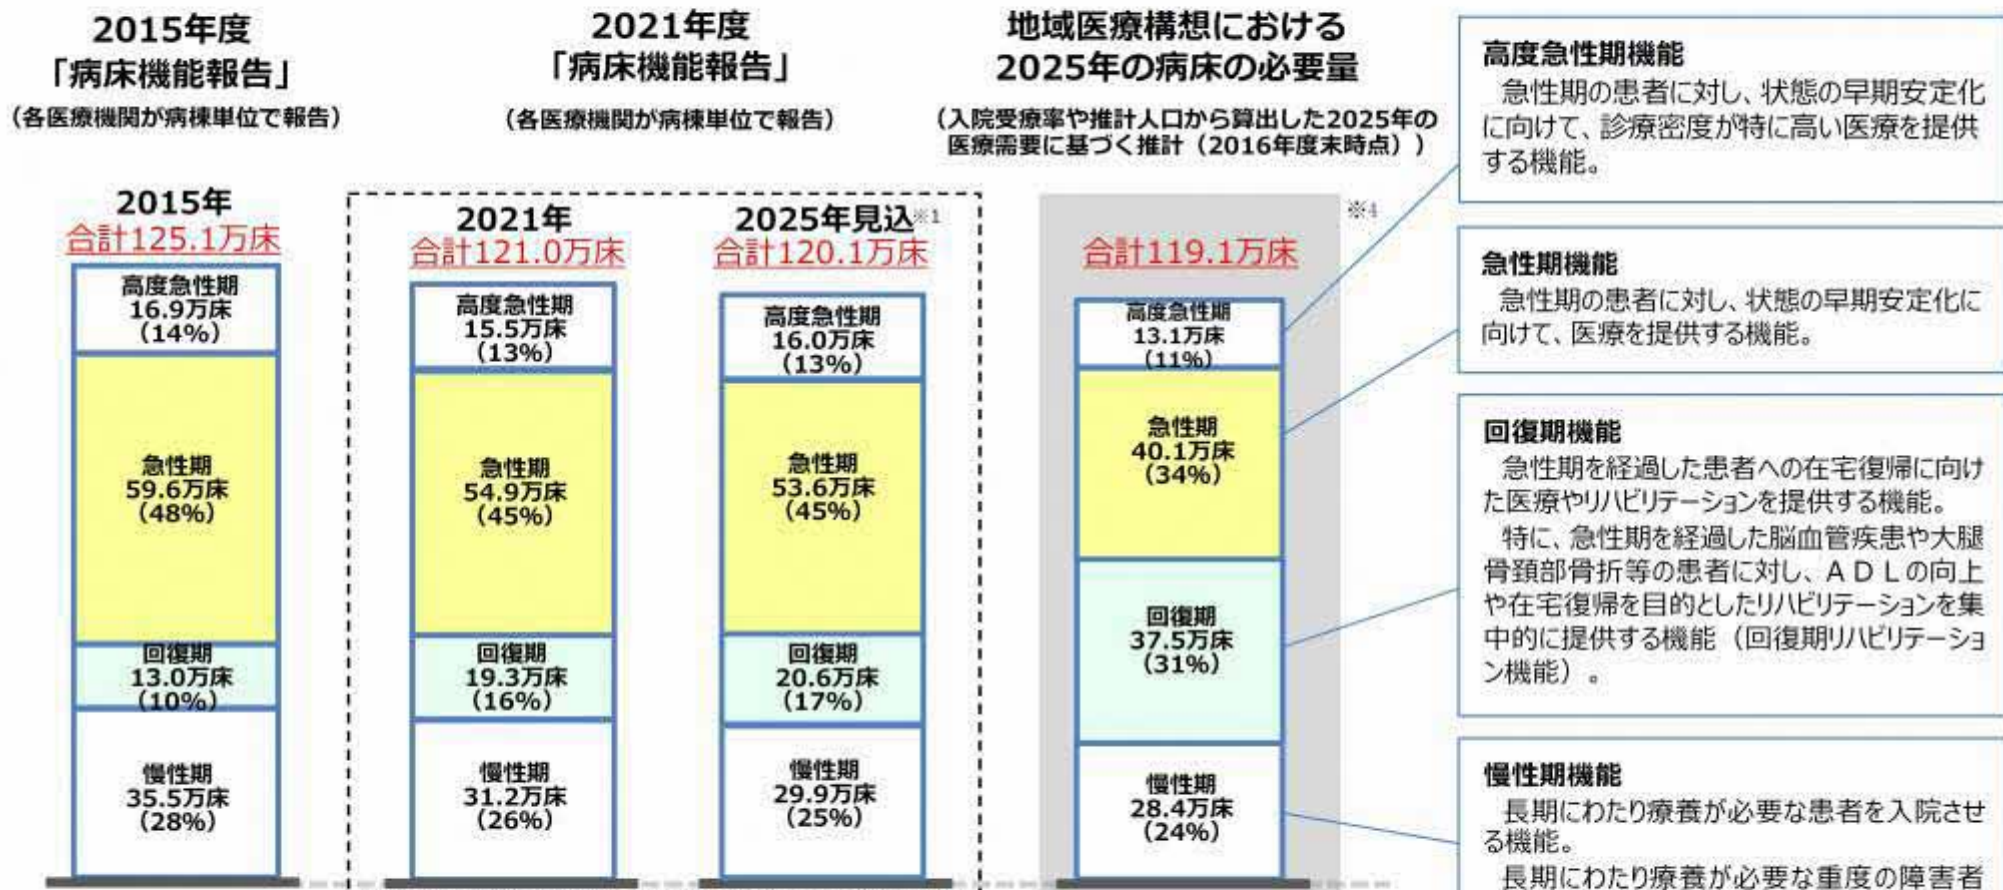 2015年度
「病床機能報告」
(各医療機関が病棟単位で報告)
2015年
合計125.1万床
高度急性期
16.9万床
(14%)
急性期
59.6万床
(48%)
回復期
13.0万床
(10%)
慢性期
35.5万床
(28%)
2021年度
「病床機能報告」
(各医療機関が病棟単位で報告)
2021年
合計121.0万床
高度急性期
15.5万床
(13%)
急性期
54.9万床
(45%)
回復期
19.3万床
(16%)
慢性期
31.2万床
(26%)
2025年見込※1
合計120.1万床
高度急性期
16.0万床
(13%)
急性期
53.6万床
(45%)
回復期
20.6万床
(17%)
慢性期
29.9万床
(25%)
地域医療構想における
2025年の病床の必要量
(入院受療率や推計人口から算出した2025年の
医療需要に基づく推計(2016年度末時点))
※4
合計119.1万床
高度急性期
13.1万床
(11%)
急性期
40.1万床
(34%)
回復期
37.5万床
(31%)
慢性期
28.4万床
(24%)
高度急性期機能
急性期の患者に対し、状態の早期安定化
に向けて、診療密度が特に高い医療を提供
する機能。
急性期機能
急性期の患者に対し、状態の早期安定化に
向けて、医療を提供する機能。
回復期機能
急性期を経過した患者への在宅復帰に向け
た医療やリハビリテーションを提供する機能。
特に、急性期を経過した脳血管疾患や大腿
骨頚部骨折等の患者に対し、ADLの向上
や在宅復帰を目的としたリハビリテーションを集
中的に提供する機能(回復期リハビリテーショ
ン機能)。
慢性期機能
長期にわたり療養が必要な患者を入院させ
る機能。
長期にわたり療養が必要な重度の障害者